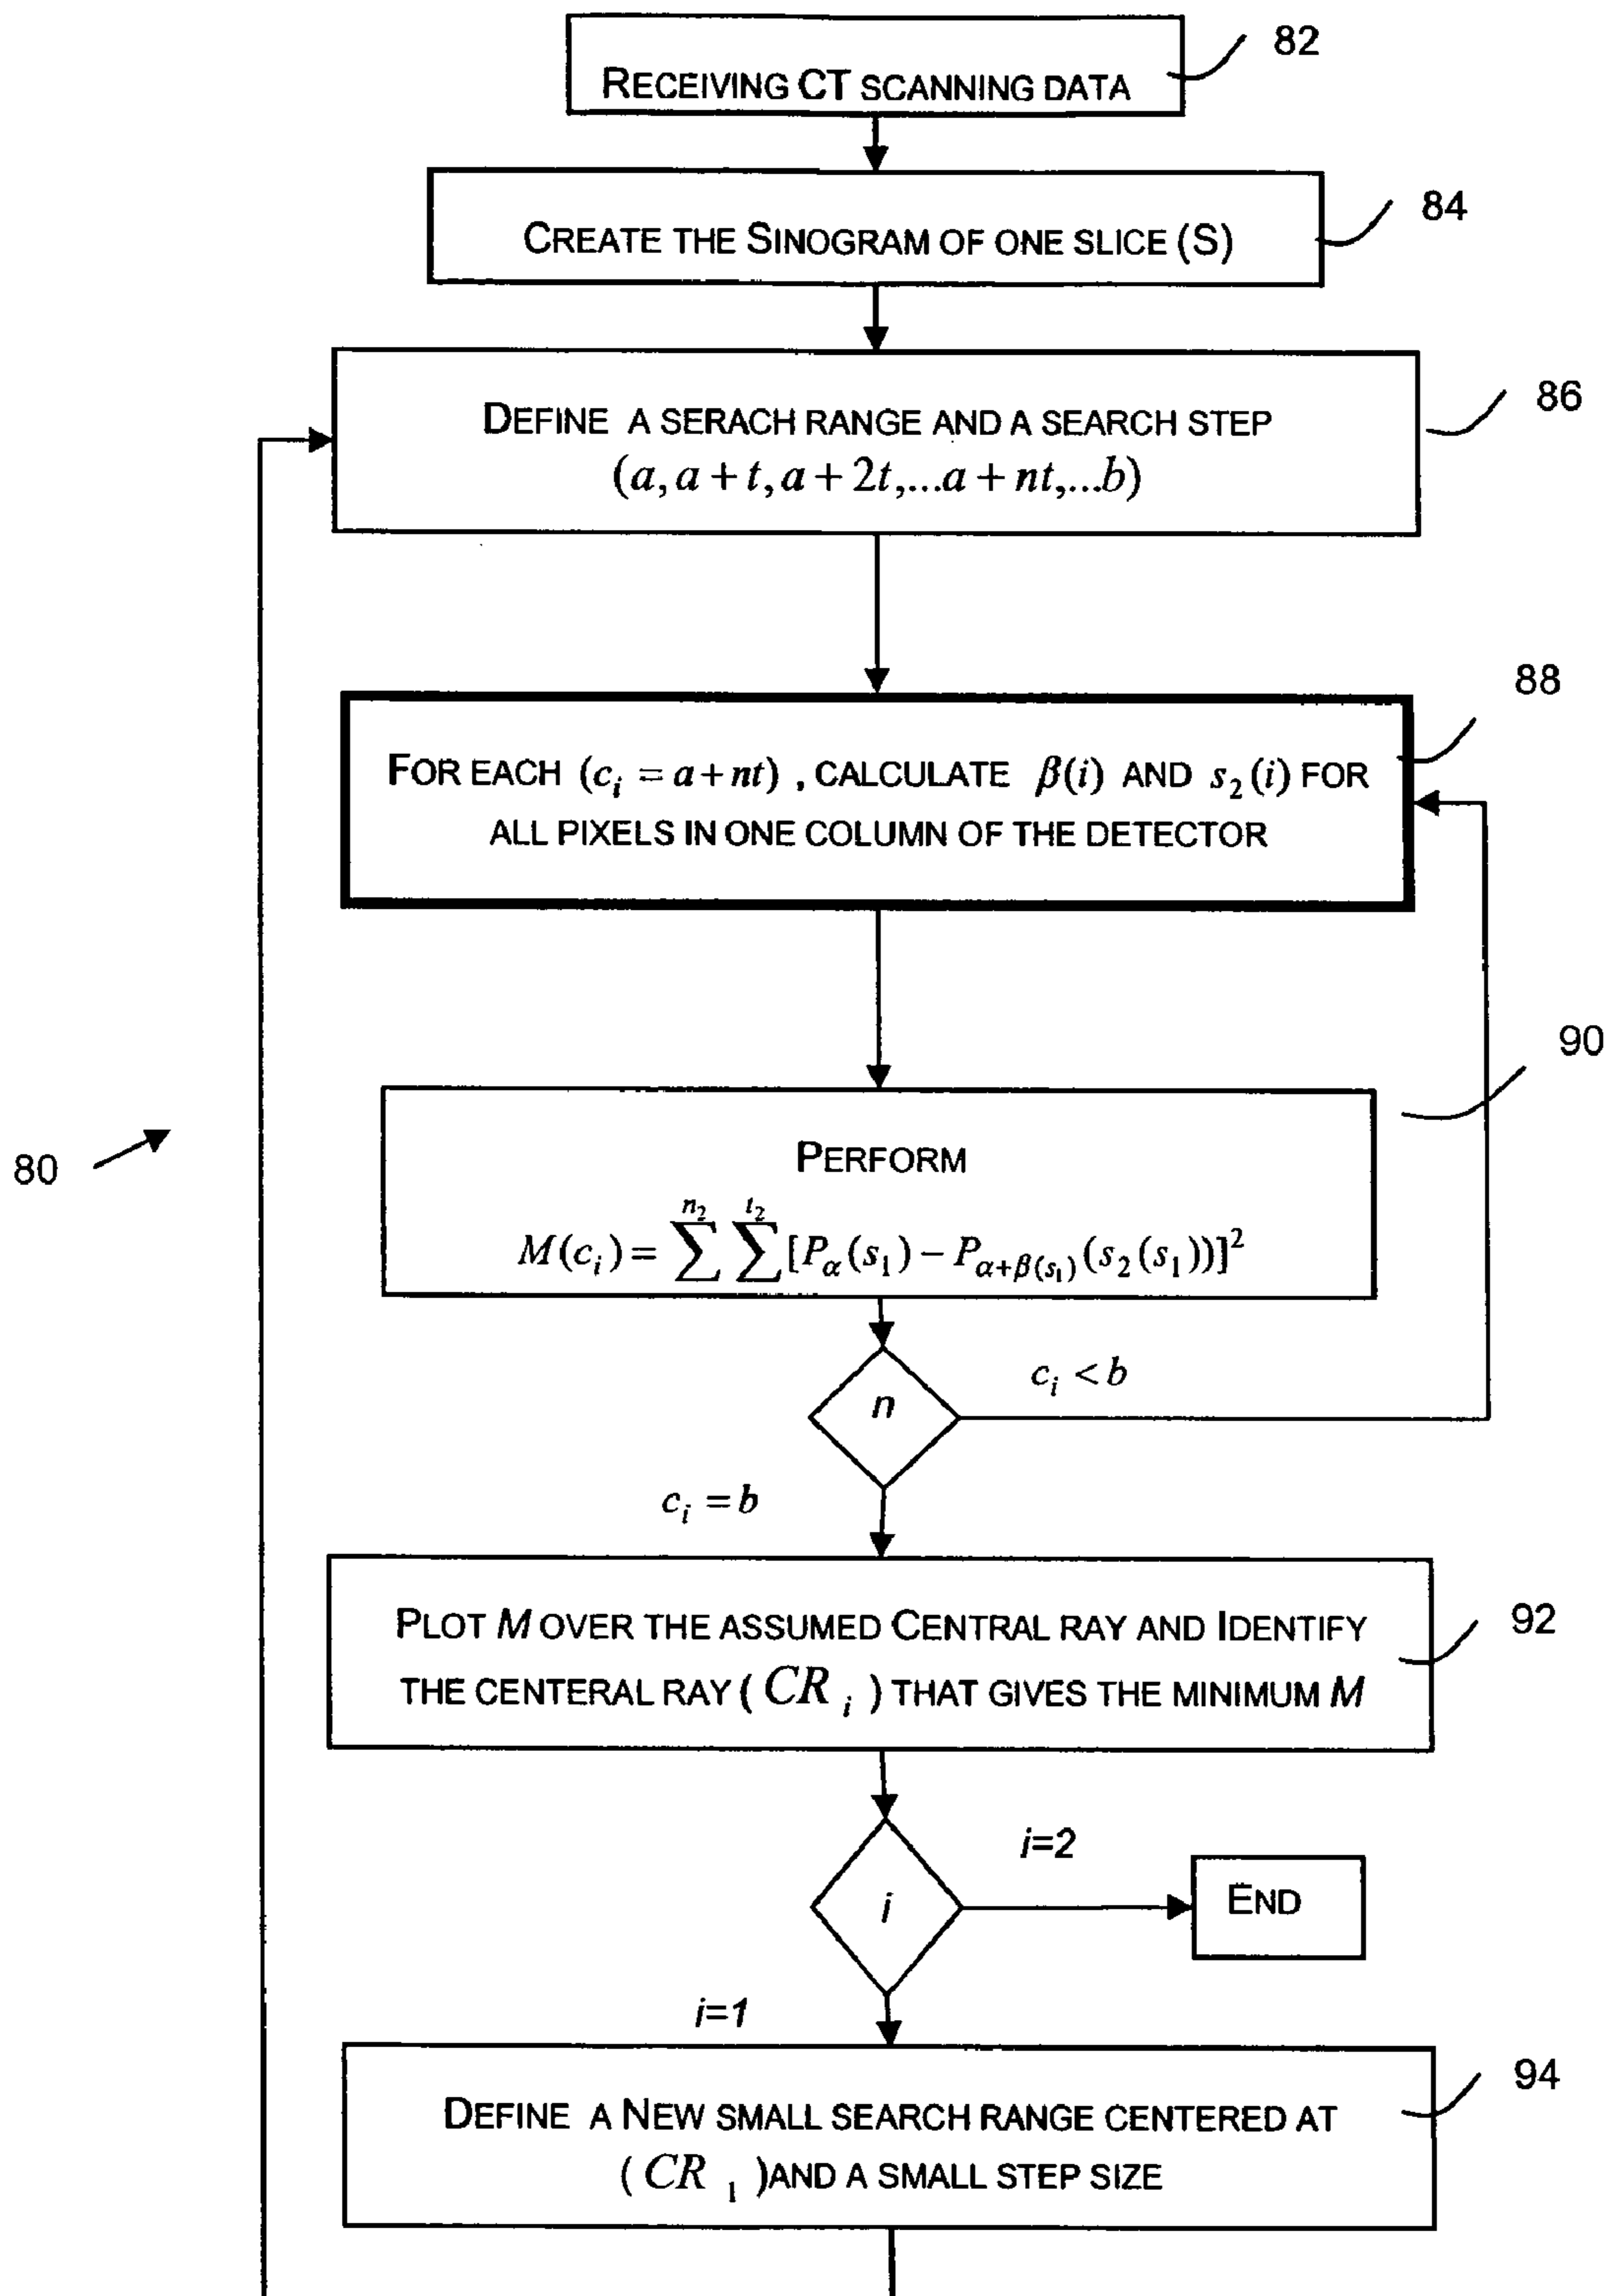 RECEIVING CT SCANNING DATA
82
CREATE THE SINOGRAM OF ONE SLICE (S)
84
DEFINE A SERACH RANGE AND A SEARCH STEP
(a, a + t, a + 2t,...a + nt,...b)
86
FOR EACH (c_i = a + nt) , CALCULATE β(i) AND s_2(i) FOR
ALL PIXELS IN ONE COLUMN OF THE DETECTOR
88
80
PERFORM
M(c_i) = ∑^{n_2} ∑^{t_2} [P_α(s_1) − P_{α+β(s_1)}(s_2(s_1))]^2
90
n
c_i < b
c_i = b
PLOT M OVER THE ASSUMED CENTRAL RAY AND IDENTIFY
THE CENTERAL RAY ( CR_i ) THAT GIVES THE MINIMUM M
92
i
i=2
END
i=1
DEFINE A NEW SMALL SEARCH RANGE CENTERED AT
( CR_1 )AND A SMALL STEP SIZE
94